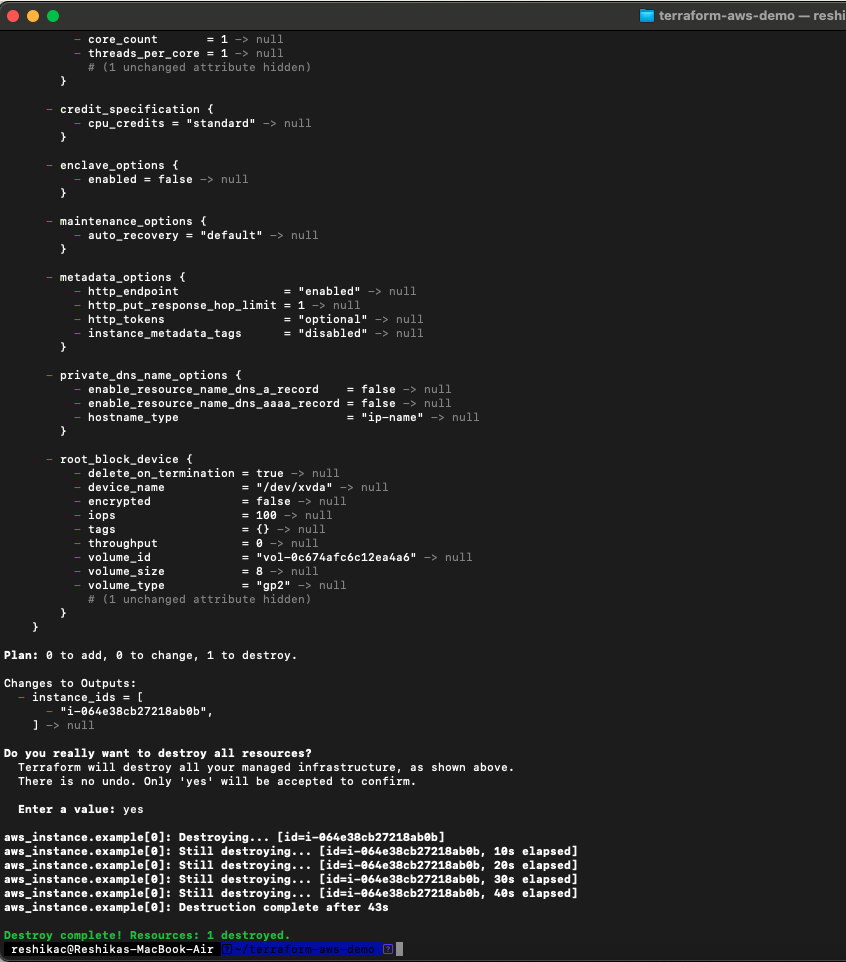 terraform-aws-demo — reshi
- core_count       = 1 -> null
- threads_per_core = 1 -> null
# (1 unchanged attribute hidden)
}
- credit_specification {
- cpu_credits = "standard" -> null
}
- enclave_options {
- enabled = false -> null
}
- maintenance_options {
- auto_recovery = "default" -> null
}
- metadata_options {
- http_endpoint               = "enabled" -> null
- http_put_response_hop_limit = 1 -> null
- http_tokens                 = "optional" -> null
- instance_metadata_tags      = "disabled" -> null
}
- private_dns_name_options {
- enable_resource_name_dns_a_record    = false -> null
- enable_resource_name_dns_aaaa_record = false -> null
- hostname_type                        = "ip-name" -> null
}
- root_block_device {
- delete_on_termination = true -> null
- device_name           = "/dev/xvda" -> null
- encrypted             = false -> null
- iops                  = 100 -> null
- tags                  = {} -> null
- throughput            = 0 -> null
- volume_id             = "vol-0c674afc6c12ea4a6" -> null
- volume_size           = 8 -> null
- volume_type           = "gp2" -> null
# (1 unchanged attribute hidden)
}
}
Plan: 0 to add, 0 to change, 1 to destroy.
Changes to Outputs:
- instance_ids = [
- "i-064e38cb27218ab0b",
] -> null
Do you really want to destroy all resources?
Terraform will destroy all your managed infrastructure, as shown above.
There is no undo. Only 'yes' will be accepted to confirm.
Enter a value: yes
aws_instance.example[0]: Destroying... [id=i-064e38cb27218ab0b]
aws_instance.example[0]: Still destroying... [id=i-064e38cb27218ab0b, 10s elapsed]
aws_instance.example[0]: Still destroying... [id=i-064e38cb27218ab0b, 20s elapsed]
aws_instance.example[0]: Still destroying... [id=i-064e38cb27218ab0b, 30s elapsed]
aws_instance.example[0]: Still destroying... [id=i-064e38cb27218ab0b, 40s elapsed]
aws_instance.example[0]: Destruction complete after 43s
Destroy complete! Resources: 1 destroyed.
reshikac@Reshikas-MacBook-Air ~/terraform-aws-demo